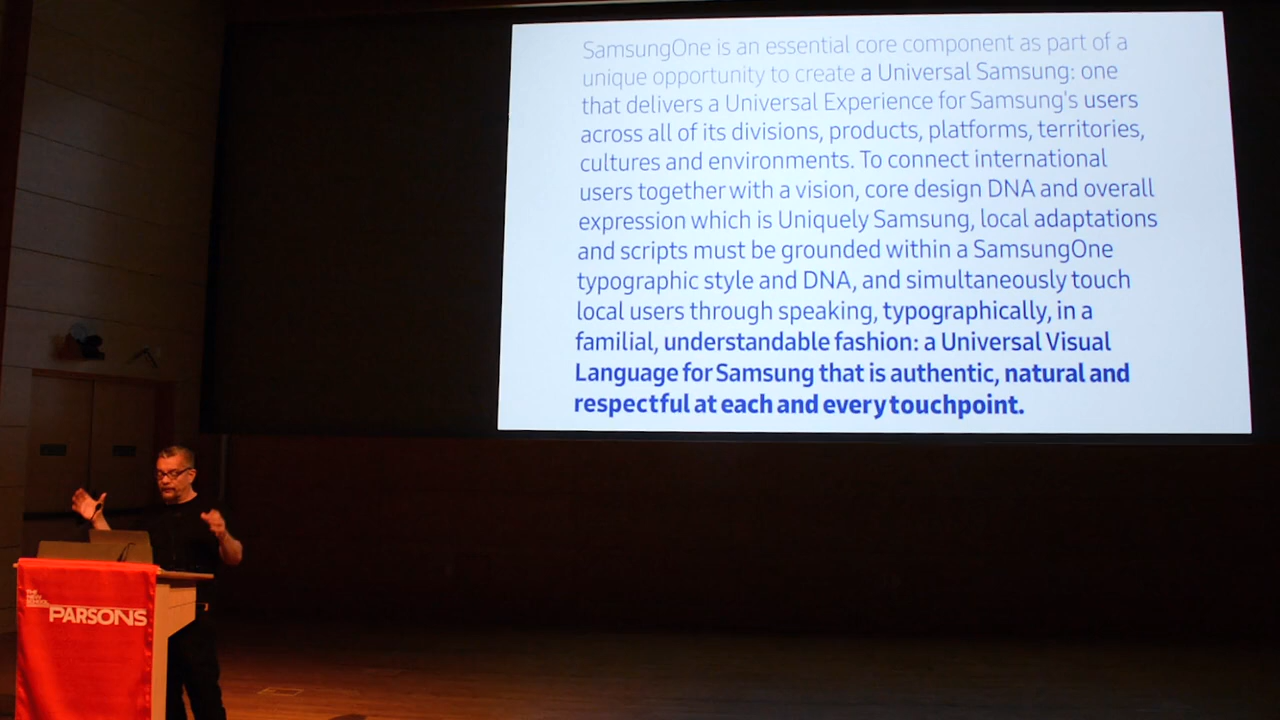 SamsungOne is an essential core component as part of a
unique opportunity to create a Universal Samsung: one
that delivers a Universal Experience for Samsung's users
across all of its divisions, products, platforms, territories,
cultures and environments. To connect international
users together with a vision, core design DNA and overall
expression which is Uniquely Samsung, local adaptations
and scripts must be grounded within a SamsungOne
typographic style and DNA, and simultaneously touch
local users through speaking, typographically, in a
familial, understandable fashion: a Universal Visual
Language for Samsung that is authentic, natural and
respectful at each and every touchpoint.
THE
NEW
SCHOOL
PARSONS